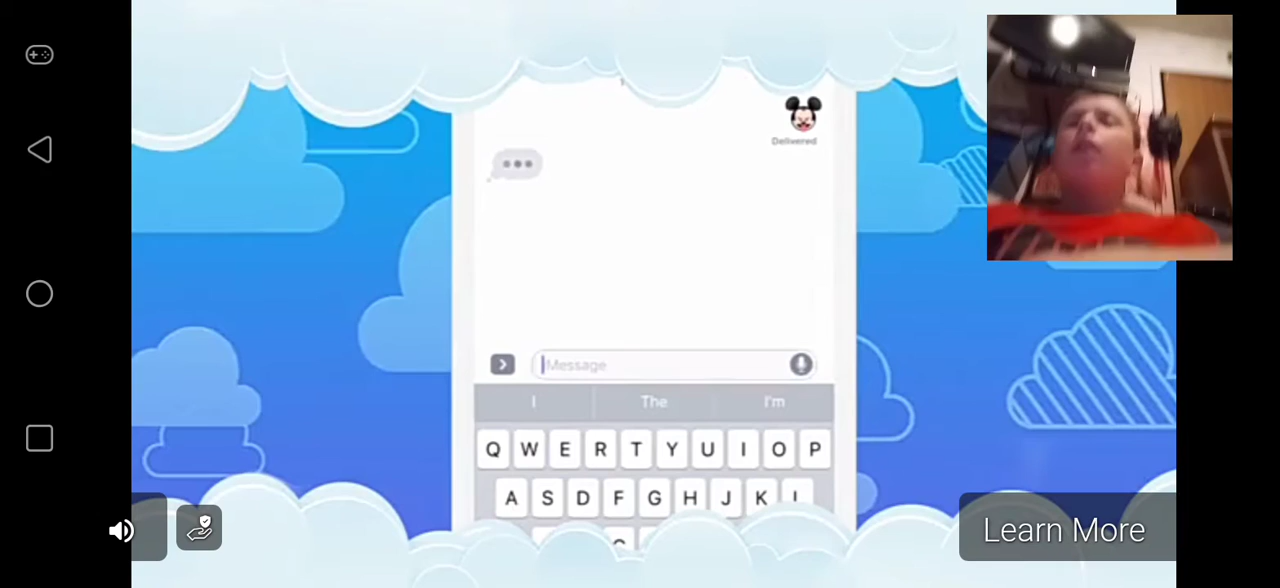 Delivered
Message
I The I'm
Q W E R T Y U I O P
A S D F G H J K L
Learn More